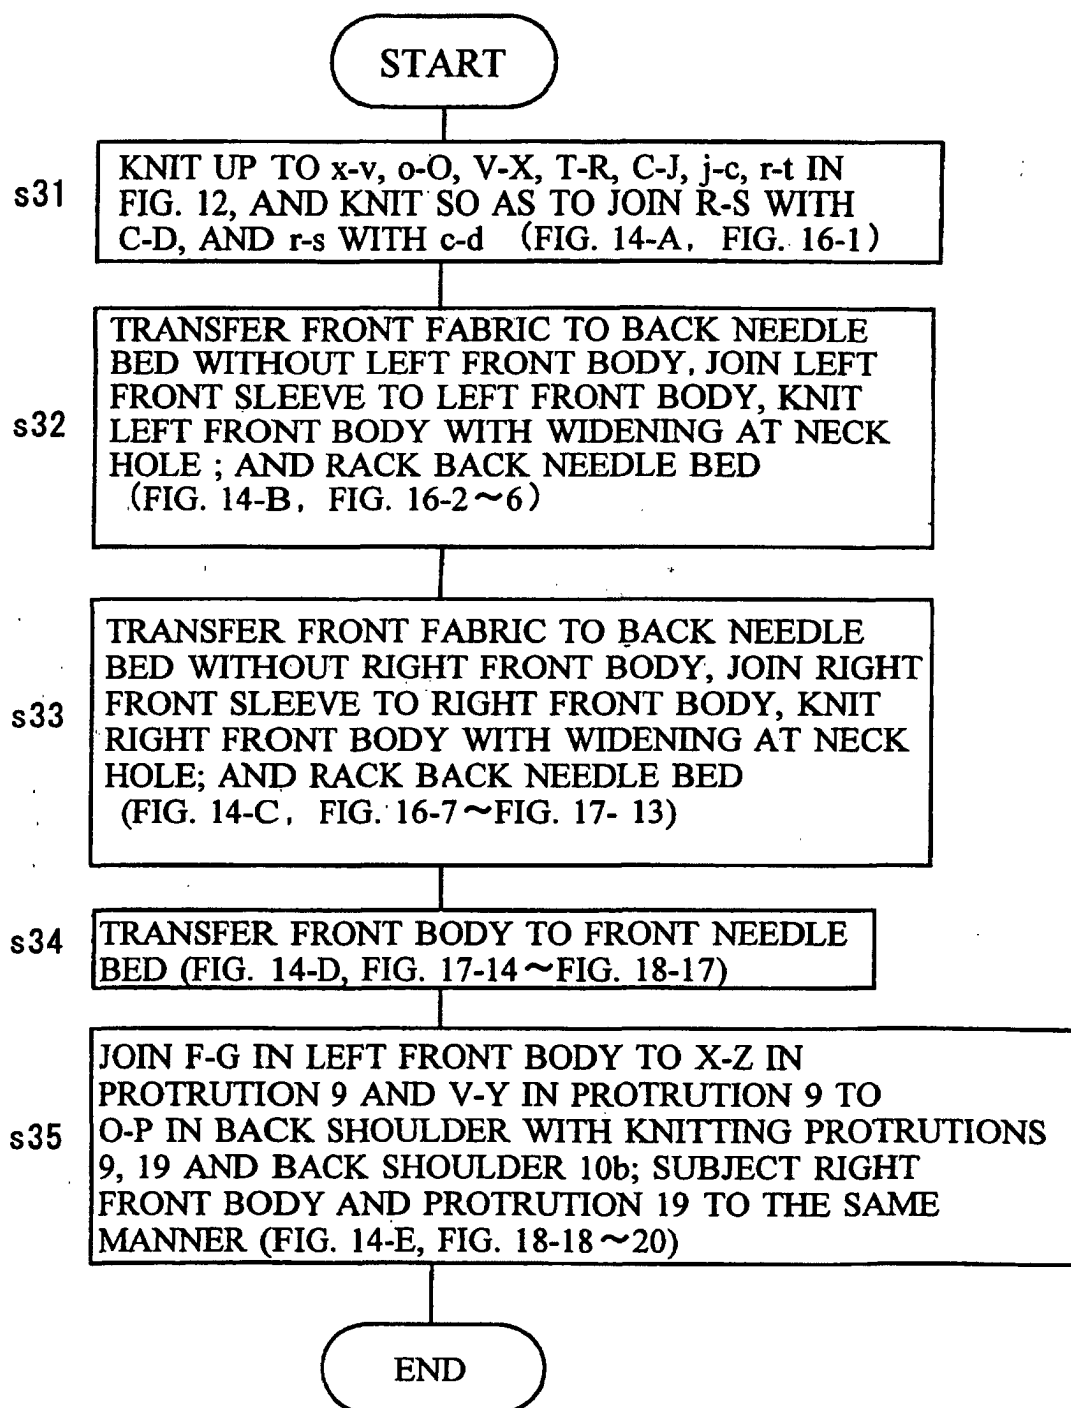 START
s31
KNIT UP TO x-v, o-O, V-X, T-R, C-J, j-c, r-t IN
FIG. 12, AND KNIT SO AS TO JOIN R-S WITH
C-D, AND r-s WITH c-d (FIG. 14-A, FIG. 16-1)
s32
TRANSFER FRONT FABRIC TO BACK NEEDLE
BED WITHOUT LEFT FRONT BODY, JOIN LEFT
FRONT SLEEVE TO LEFT FRONT BODY, KNIT
LEFT FRONT BODY WITH WIDENING AT NECK
HOLE ; AND RACK BACK NEEDLE BED
(FIG. 14-B, FIG. 16-2~6)
s33
TRANSFER FRONT FABRIC TO BACK NEEDLE
BED WITHOUT RIGHT FRONT BODY, JOIN RIGHT
FRONT SLEEVE TO RIGHT FRONT BODY, KNIT
RIGHT FRONT BODY WITH WIDENING AT NECK
HOLE; AND RACK BACK NEEDLE BED
(FIG. 14-C, FIG. 16-7~FIG. 17- 13)
s34
TRANSFER FRONT BODY TO FRONT NEEDLE
BED (FIG. 14-D, FIG. 17-14~FIG. 18-17)
s35
JOIN F-G IN LEFT FRONT BODY TO X-Z IN
PROTRUTION 9 AND V-Y IN PROTRUTION 9 TO
O-P IN BACK SHOULDER WITH KNITTING PROTRUTIONS
9, 19 AND BACK SHOULDER 10b; SUBJECT RIGHT
FRONT BODY AND PROTRUTION 19 TO THE SAME
MANNER (FIG. 14-E, FIG. 18-18~20)
END